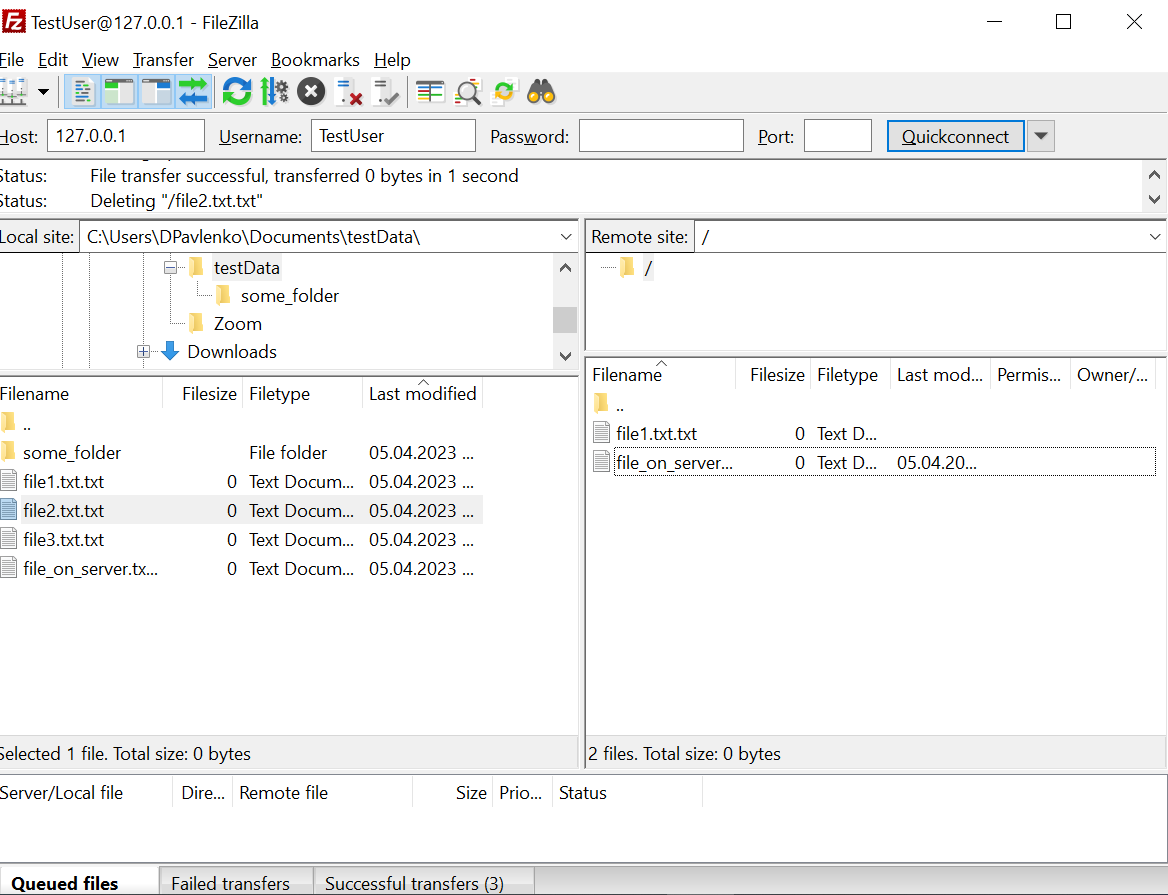 TestUser@127.0.0.1 - FileZilla
File Edit View Transfer Server Bookmarks Help
Host: 127.0.0.1 Username: TestUser Password: Port: Quickconnect
Status: File transfer successful, transferred 0 bytes in 1 second
Status: Deleting "/file2.txt.txt"
Local site: C:\Users\DPavlenko\Documents\testData\
testData
some_folder
Zoom
Downloads
Filename Filesize Filetype Last modified
..
some_folder File folder 05.04.2023 ...
file1.txt.txt 0 Text Docum... 05.04.2023 ...
file2.txt.txt 0 Text Docum... 05.04.2023 ...
file3.txt.txt 0 Text Docum... 05.04.2023 ...
file_on_server.tx... 0 Text Docum... 05.04.2023 ...
Selected 1 file. Total size: 0 bytes
Remote site: /
/
Filename Filesize Filetype Last mod... Permis... Owner/...
..
file1.txt.txt 0 Text D...
file_on_server... 0 Text D... 05.04.20...
2 files. Total size: 0 bytes
Server/Local file Dire... Remote file Size Prio... Status
Queued files Failed transfers Successful transfers (3)